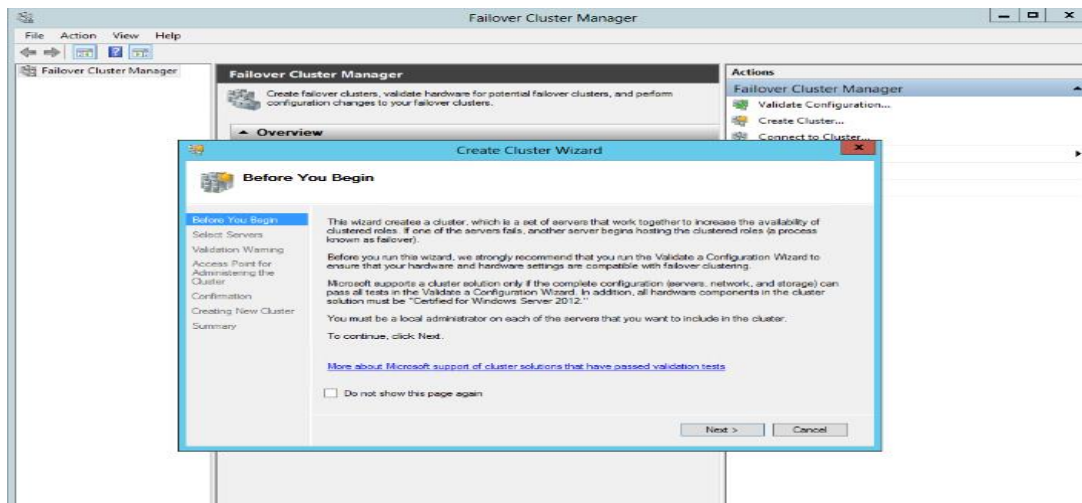 Failover Cluster Manager
File Action View Help
Failover Cluster Manager
Failover Cluster Manager
Create failover clusters, validate hardware for potential failover clusters, and perform
configuration changes to your failover clusters.
Overview
Actions
Failover Cluster Manager
Validate Configuration...
Create Cluster...
Connect to Cluster...
Create Cluster Wizard
Before You Begin
Before You Begin
Select Servers
Validation Warning
Access Point for
Administering the
Cluster
Confirmation
Creating New Cluster
Summary
This wizard creates a cluster, which is a set of servers that work together to increase the availability of
clustered roles. If one of the servers fails, another server begins hosting the clustered roles (a process
known as failover).
Before you run this wizard, we strongly recommend that you run the Validate a Configuration Wizard to
ensure that your hardware and hardware settings are compatible with failover clustering.
Microsoft supports a cluster solution only if the complete configuration (servers, network, and storage) can
pass all tests in the Validate a Configuration Wizard. In addition, all hardware components in the cluster
solution must be "Certified for Windows Server 2012."
You must be a local administrator on each of the servers that you want to include in the cluster.
To continue, click Next.
More about Microsoft support of cluster solutions that have passed validation tests
Do not show this page again
Next >
Cancel